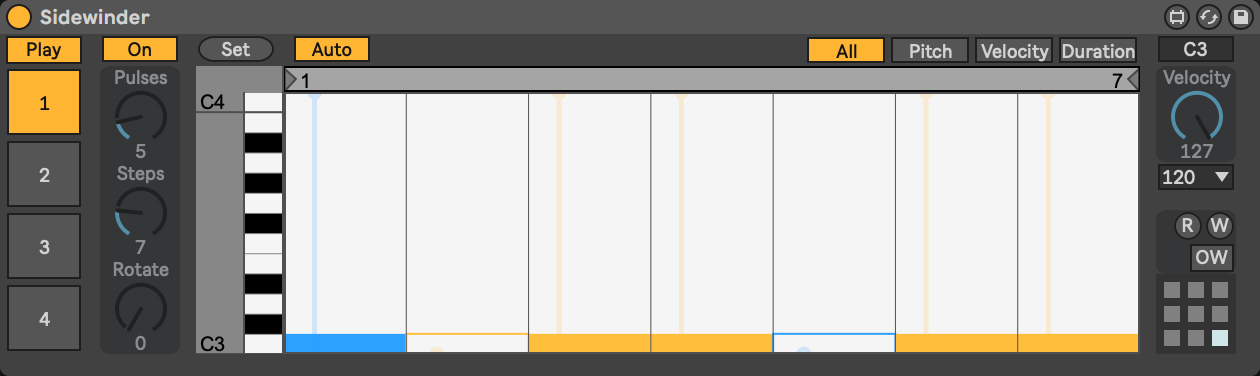 Sidewinder
Play On Set Auto All Pitch Velocity Duration C3
Pulses
1 7
Velocity
1
C4
5
127
2
Steps
120
7
R W
3
OW
Rotate
4
0
C3